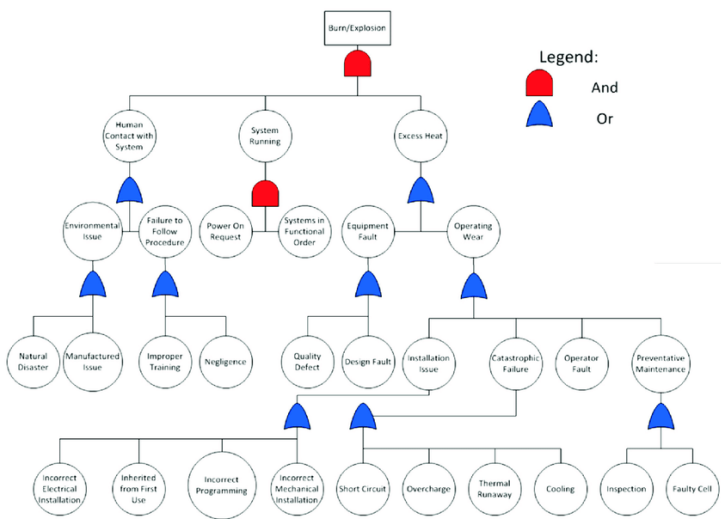 Burn/Explosion
Legend:
And
Or
Human
Contact with
System
System
Running
Excess Heat
Environmental
Issue
Failure to
Follow
Procedure
Power On
Request
Systems in
Functional
Order
Equipment
Fault
Operating
Wear
Natural
Disaster
Manufactured
Issue
Improper
Training
Negligence
Quality
Defect
Design Fault
Installation
Issue
Catastrophic
Failure
Operator
Fault
Preventative
Maintenance
Incorrect
Electrical
Installation
Inherited
from First
Use
Incorrect
Programming
Incorrect
Mechanical
Installation
Short Circuit
Overcharge
Thermal
Runaway
Cooling
Inspection
Faulty Cell